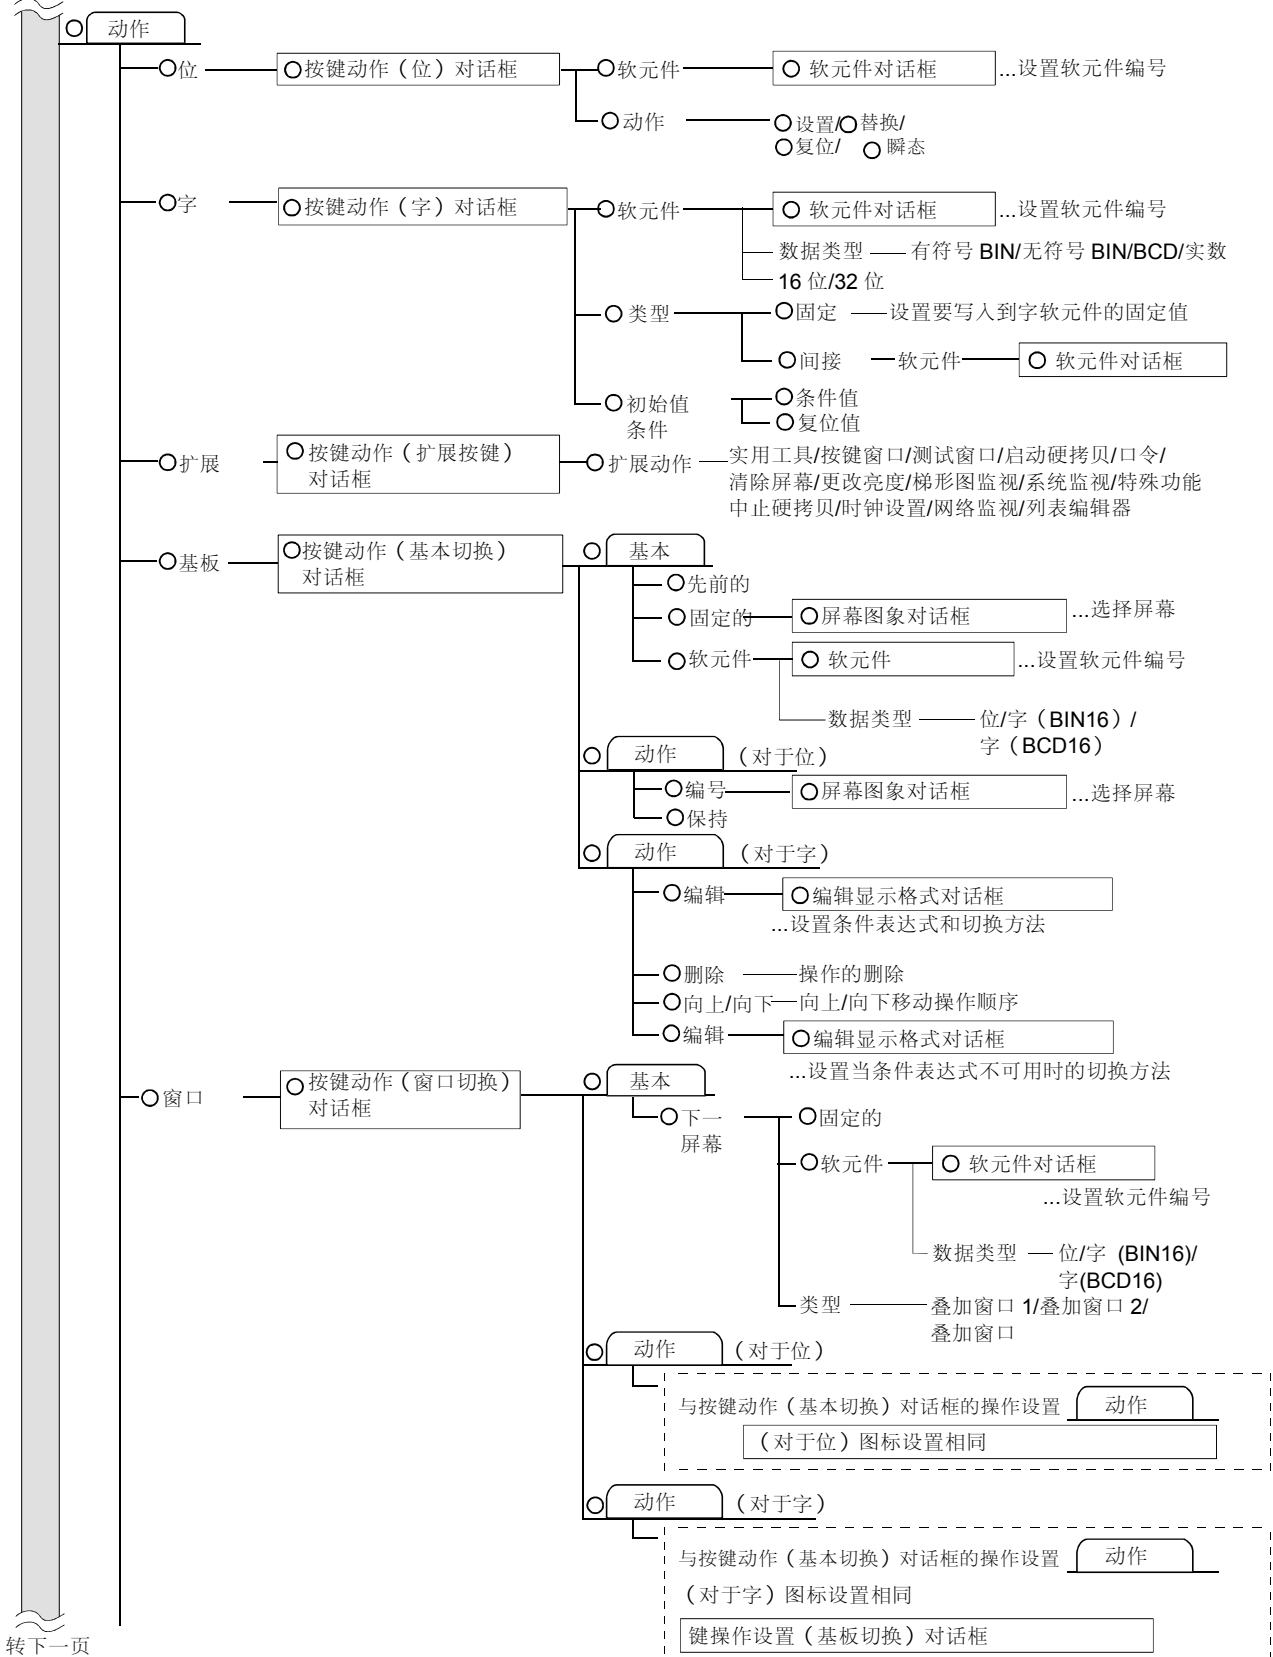 动作
位
按键动作（位）对话框
软元件
软元件对话框
...设置软元件编号
动作
设置/替换/
复位/ 瞬态
字
按键动作（字）对话框
软元件
软元件对话框
...设置软元件编号
数据类型
有符号 BIN/无符号 BIN/BCD/实数
16 位/32 位
类型
固定
设置要写入到字软元件的固定值
间接
软元件
软元件对话框
初始值
条件
条件值
复位值
扩展
按键动作（扩展按键）
对话框
扩展动作
实用工具/按键窗口/测试窗口/启动硬拷贝/口令/
清除屏幕/更改亮度/梯形图监视/系统监视/特殊功能
中止硬拷贝/时钟设置/网络监视/列表编辑器
基板
按键动作（基本切换）
对话框
基本
先前的
固定的
屏幕图象对话框
...选择屏幕
软元件
软元件
...设置软元件编号
数据类型
位/字（BIN16）/
字（BCD16）
动作
（对于位）
编号
屏幕图象对话框
...选择屏幕
保持
动作
（对于字）
编辑
编辑显示格式对话框
...设置条件表达式和切换方法
删除
操作的删除
向上/向下
向上/向下移动操作顺序
编辑
编辑显示格式对话框
...设置当条件表达式不可用时的切换方法
窗口
按键动作（窗口切换）
对话框
基本
下一
屏幕
固定的
软元件
软元件对话框
...设置软元件编号
数据类型
位/字 (BIN16)/
字(BCD16)
类型
叠加窗口 1/叠加窗口 2/
叠加窗口
动作
（对于位）
与按键动作（基本切换）对话框的操作设置
动作
（对于位）图标设置相同
动作
（对于字）
与按键动作（基本切换）对话框的操作设置
动作
（对于字）图标设置相同
键操作设置（基板切换）对话框
转下一页